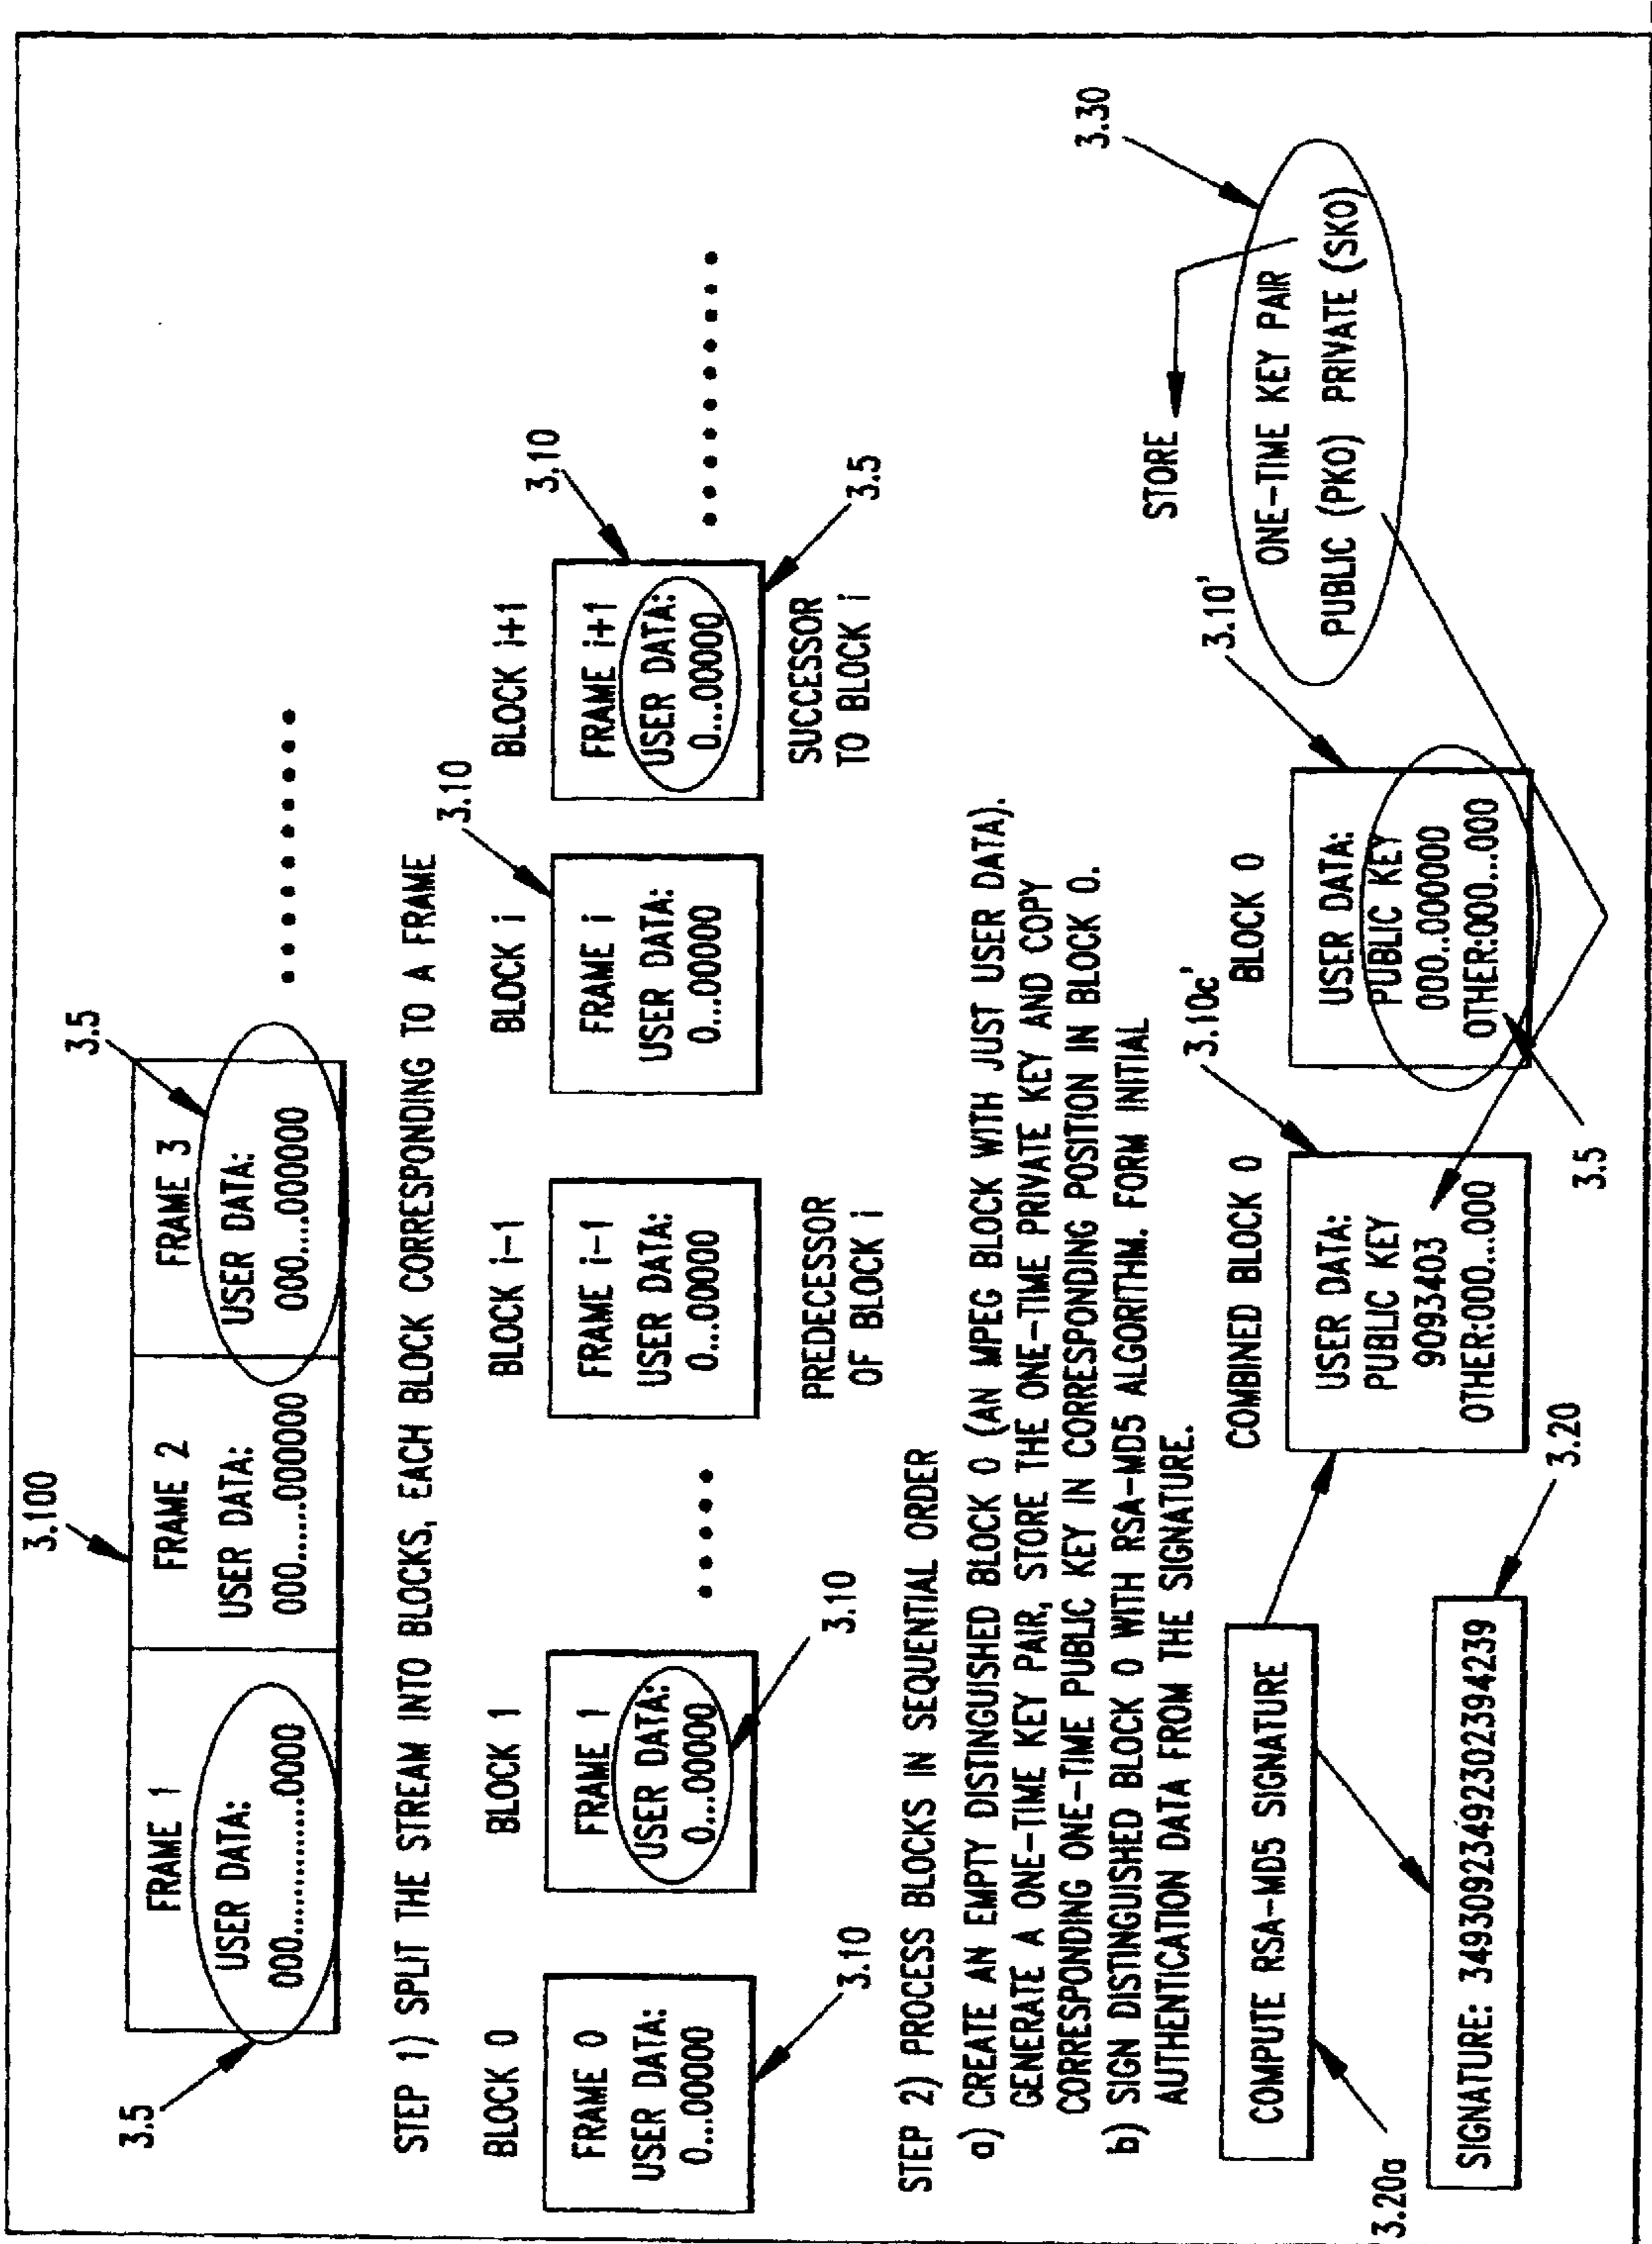 3.100
3.5
3.5
FRAME 1
USER DATA:
000...............0000
FRAME 2
USER DATA:
000......000000
FRAME 3
USER DATA:
000....000000
STEP 1) SPLIT THE STREAM INTO BLOCKS, EACH BLOCK CORRESPONDING TO A FRAME
BLOCK 0
FRAME 0
USER DATA:
0...00000
3.10
BLOCK 1
FRAME 1
USER DATA:
0...00000
3.10
BLOCK i-1
FRAME i-1
USER DATA:
0...00000
PREDECESSOR
OF BLOCK i
BLOCK i
3.10
FRAME i
USER DATA:
0...00000
BLOCK i+1
3.10
FRAME i+1
USER DATA:
0...00000
3.5
SUCCESSOR
TO BLOCK i
STEP 2) PROCESS BLOCKS IN SEQUENTIAL ORDER
a) CREATE AN EMPTY DISTINGUISHED BLOCK 0 (AN MPEG BLOCK WITH JUST USER DATA).
GENERATE A ONE-TIME KEY PAIR, STORE THE ONE-TIME PRIVATE KEY AND COPY
CORRESPONDING ONE-TIME PUBLIC KEY IN CORRESPONDING POSITION IN BLOCK 0.
b) SIGN DISTINGUISHED BLOCK 0 WITH RSA-MD5 ALGORITHM. FORM INITIAL
AUTHENTICATION DATA FROM THE SIGNATURE.
3.20a
COMPUTE RSA-MD5 SIGNATURE
SIGNATURE: 34930923492302394239
3.20
COMBINED BLOCK 0
3.10c'
USER DATA:
PUBLIC KEY
9093403
OTHER:000...000
BLOCK 0
3.10'
USER DATA:
PUBLIC KEY
000..000000
OTHER:000...000
3.5
STORE
3.30
ONE-TIME KEY PAIR
PUBLIC (PK0) PRIVATE (SK0)